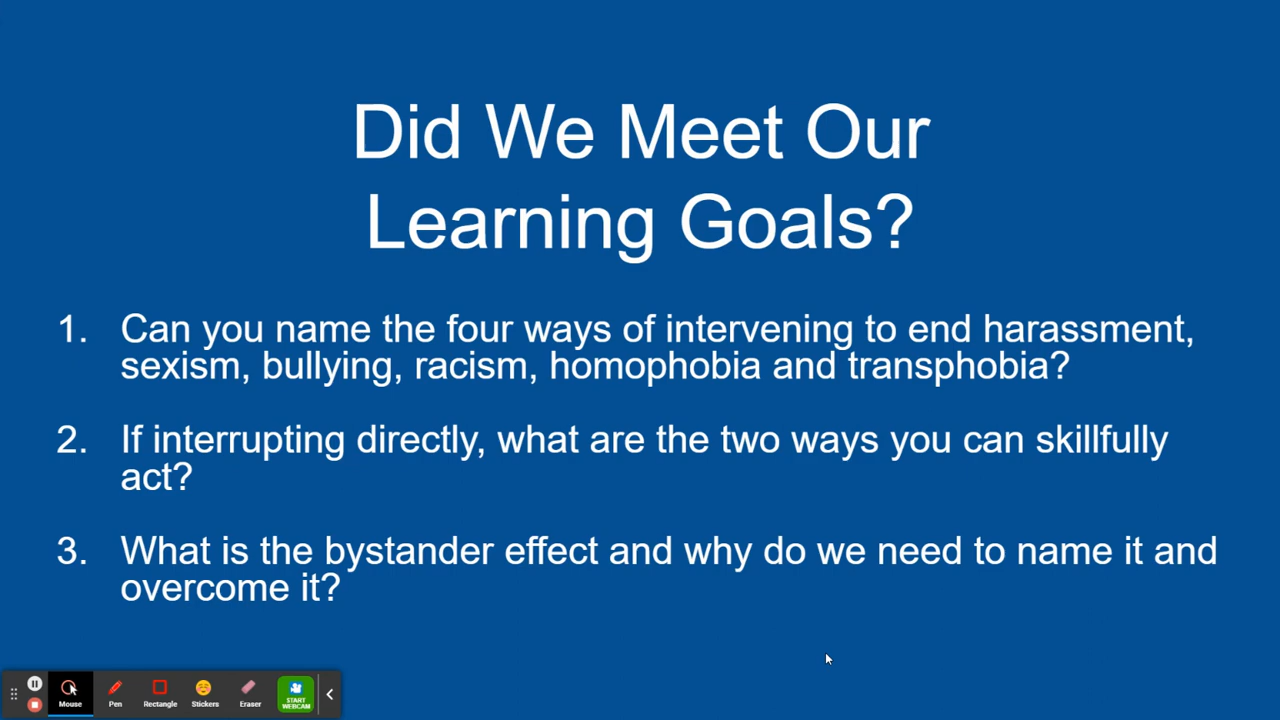 Did We Meet Our
Learning Goals?
1. Can you name the four ways of intervening to end harassment,
sexism, bullying, racism, homophobia and transphobia?
2. If interrupting directly, what are the two ways you can skillfully
act?
3. What is the bystander effect and why do we need to name it and
overcome it?
Mouse Pen Rectangle Stickers Eraser START
WEBCAM